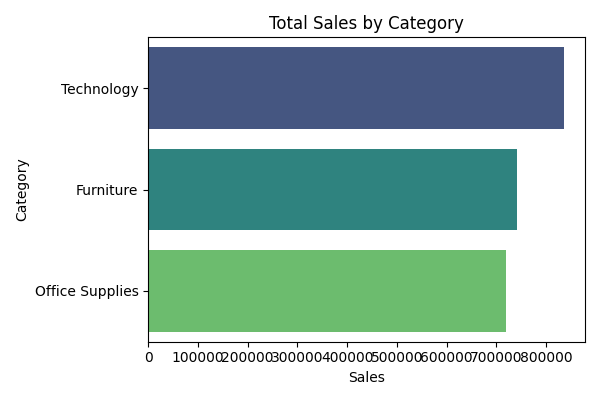 Total Sales by Category
Category
Technology
Furniture
Office Supplies
0 100000 200000 300000 400000 500000 600000 700000 800000
Sales